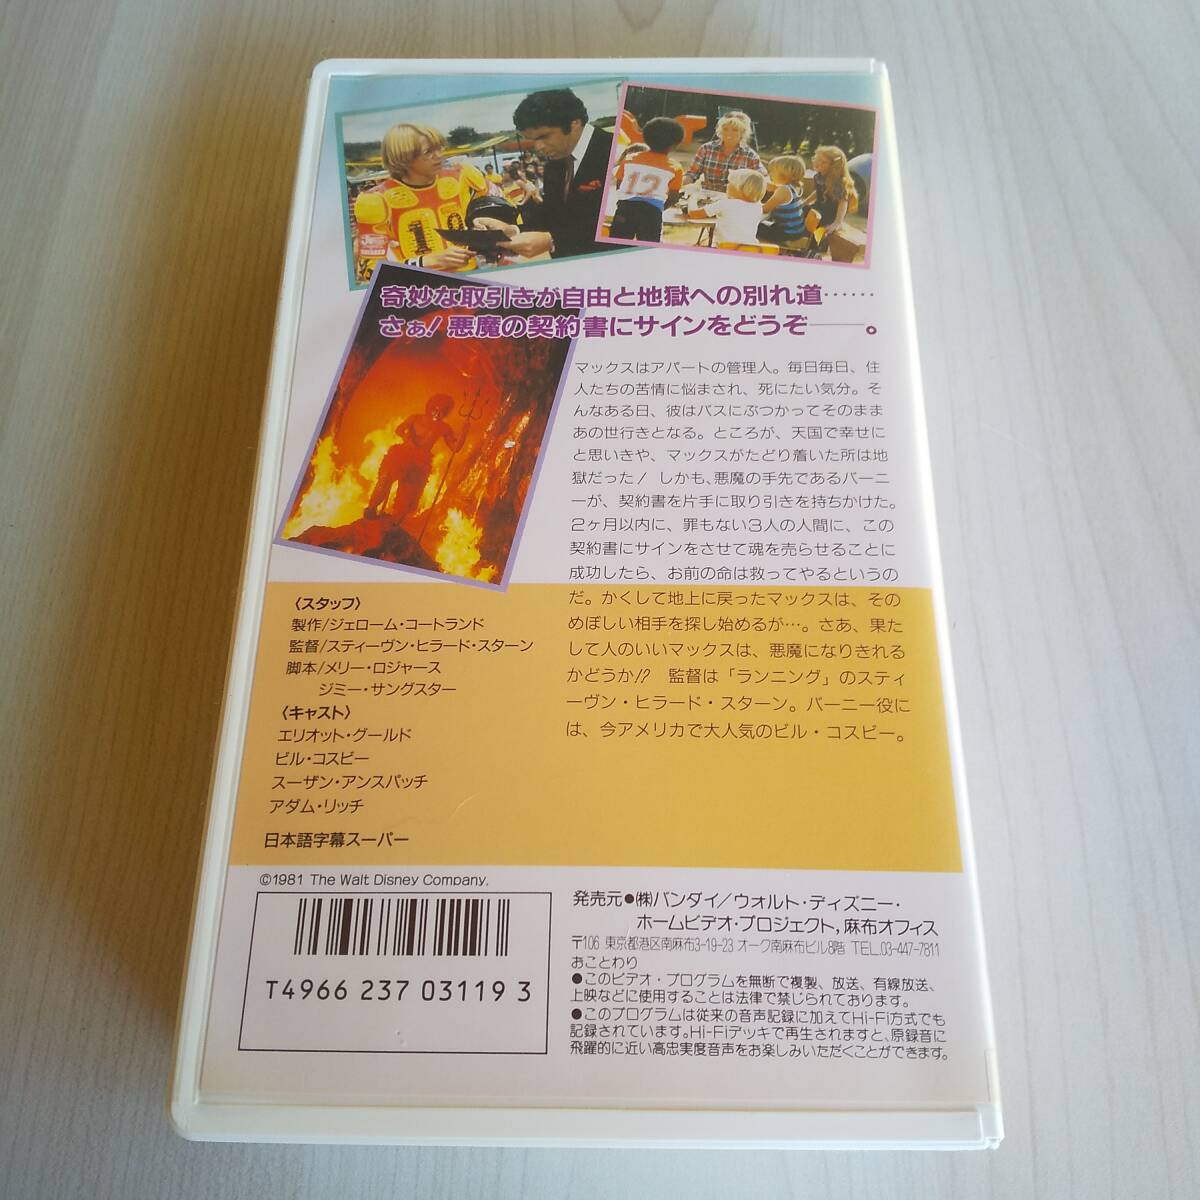 12
奇妙な取引きが自由と地獄への別れ道……
さぁ!悪魔の契約書にサインをどうぞ——。
マックスはアパートの管理人。毎日毎日、住
人たちの苦情に悩まされ、死にたい気分。そ
んなある日、彼はバスにぶつかってそのまま
あの世行きとなる。ところが、天国で幸せに
と思いきや、マックスがたどり着いた所は地
獄だった! しかも、悪魔の手先であるバーニ
ーが、契約書を片手に取り引きを持ちかけた。
2ヶ月以内に、罪もない3人の人間に、この
契約書にサインをさせて魂を売らせることに
成功したら、お前の命は救ってやるというの
だ。かくして地上に戻ったマックスは、その
めぼしい相手を探し始めるが…。さあ、果た
して人のいいマックスは、悪魔になりきれる
かどうか!? 監督は「ランニング」のスティ
ーヴン・ヒラード・スターン。バーニー役に
は、今アメリカで大人気のビル・コスビー。
〈スタッフ〉
製作/ジェローム・コートランド
監督/スティーヴン・ヒラード・スターン
脚本/メリー・ロジャース
ジミー・サングスター
〈キャスト〉
エリオット・グールド
ビル・コスビー
スーザン・アンスパッチ
アダム・リッチ
日本語字幕スーパー
©1981 The Walt Disney Company.
T4966 237 03119 3
発売元●㈱バンダイ/ウォルト・ディズニー・
ホームビデオ・プロジェクト,麻布オフィス
〒106 東京都港区南麻布3-19-23 オーク南麻布ビル8階 TEL.03-447-7811
おことわり
●このビデオ・プログラムを無断で複製、放送、有線放送、
上映などに使用することは法律で禁じられております。
●このプログラムは従来の音声記録に加えてHi-Fi方式でも
記録されています。Hi-Fiデッキで再生されますと、原録音に
飛躍的に近い高忠実度音声をお楽しみいただくことができます。